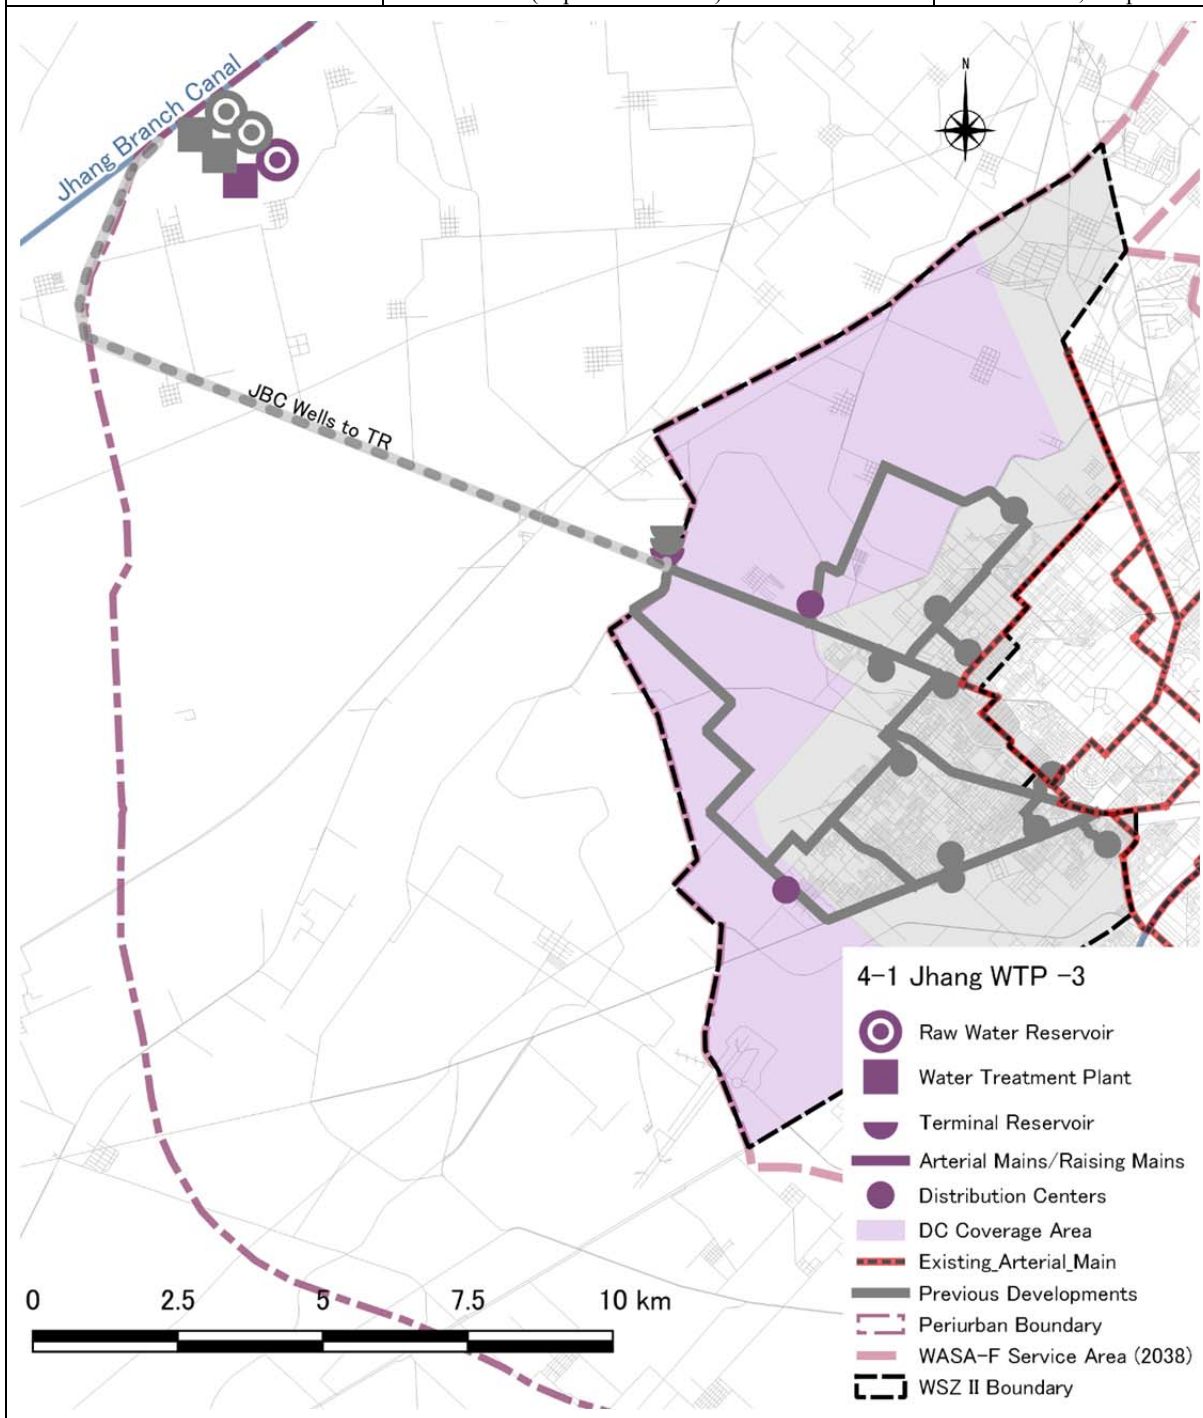 N
Jhang Branch Canal
JBC Wells to TR
4-1 Jhang WTP -3
Raw Water Reservoir
Water Treatment Plant
Terminal Reservoir
Arterial Mains/Raising Mains
Distribution Centers
DC Coverage Area
Existing_Arterial_Main
Previous Developments
Periurban Boundary
WASA-F Service Area (2038)
WSZ II Boundary
0 2.5 5 7.5 10 km